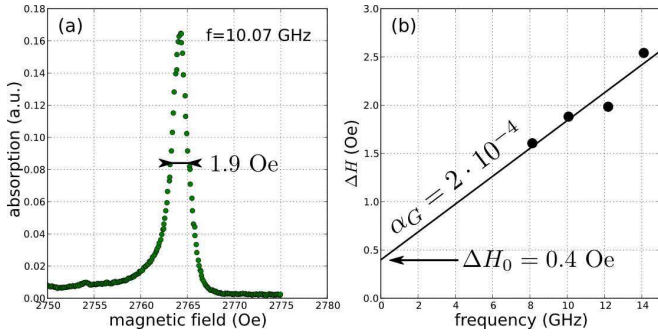 (a)
f=10.07 GHz
1.9 Oe
absorption (a.u.)
0.18
0.16
0.14
0.12
0.10
0.08
0.06
0.04
0.02
0.00
2750 2755 2760 2765 2770 2775 2780
magnetic field (Oe)
(b)
α_G = 2 · 10^{-4}
ΔH_0 = 0.4 Oe
ΔH (Oe)
3.0
2.5
2.0
1.5
1.0
0.5
0.0
0 2 4 6 8 10 12 14
frequency (GHz)